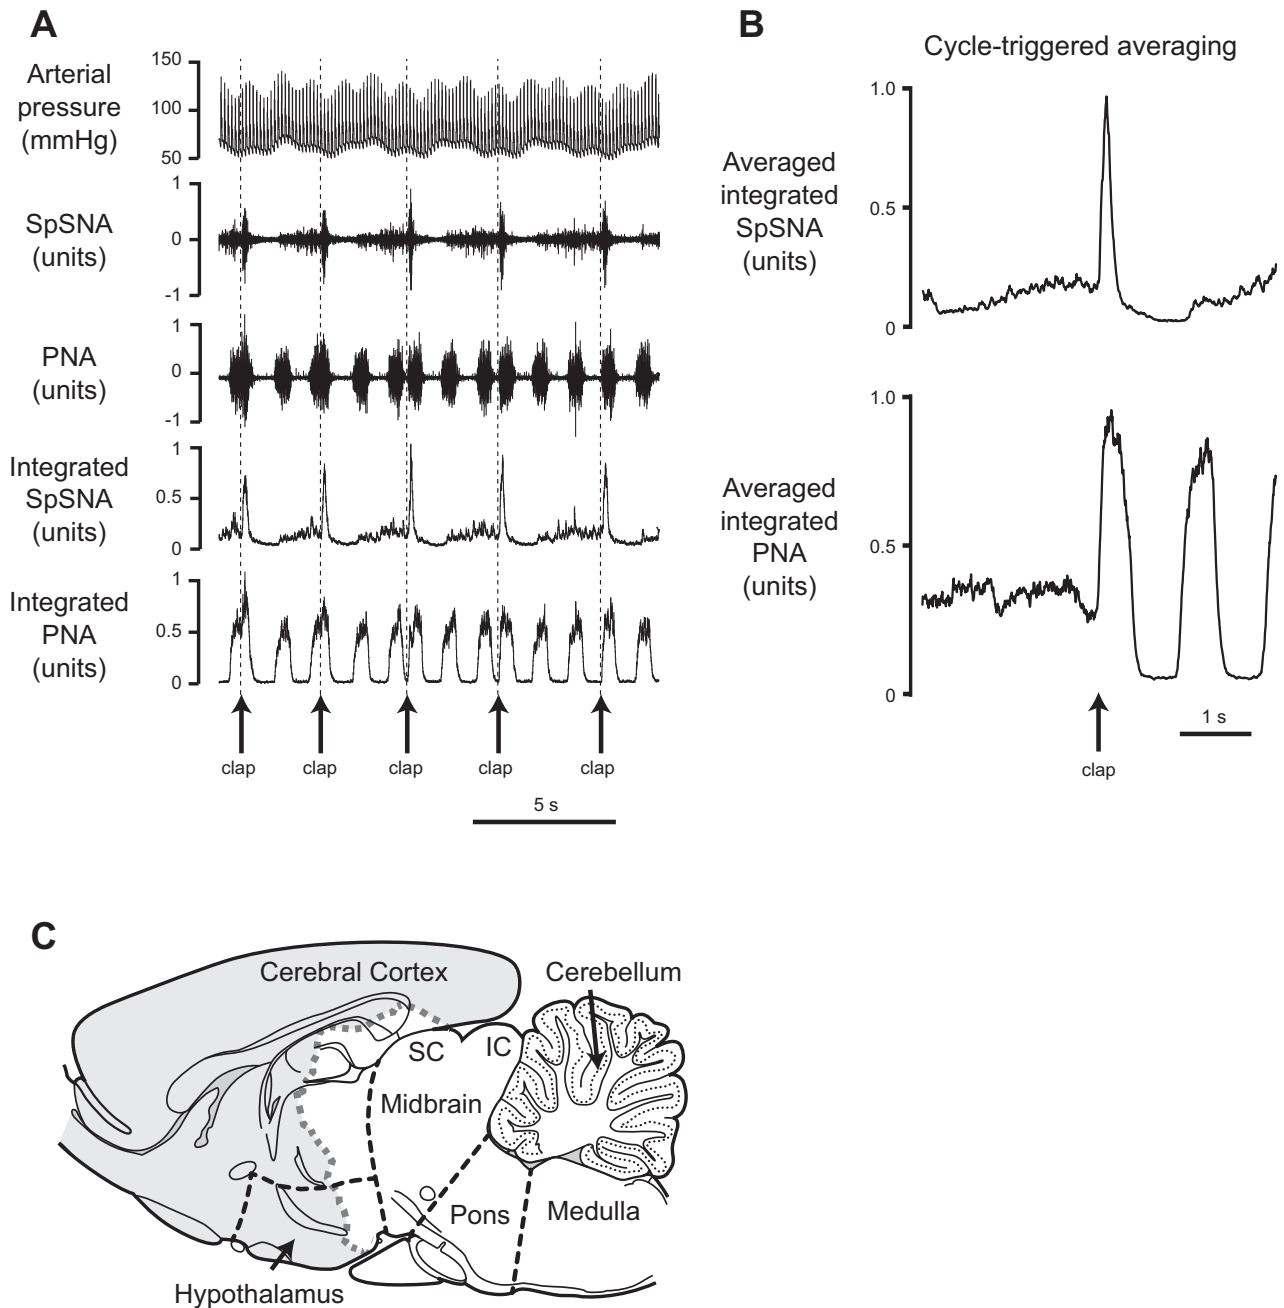 A
Arterial
pressure
(mmHg)
150
100
50
SpSNA
(units)
1
0
-1
PNA
(units)
1
0
-1
Integrated
SpSNA
(units)
1
0.5
0
Integrated
PNA
(units)
1
0.5
0
clap clap clap clap clap
5 s
B
Cycle-triggered averaging
Averaged
integrated
SpSNA
(units)
1.0
0.5
0
Averaged
integrated
PNA
(units)
1.0
0.5
0
1 s
clap
C
Cerebral Cortex
Cerebellum
SC
IC
Midbrain
Pons
Medulla
Hypothalamus